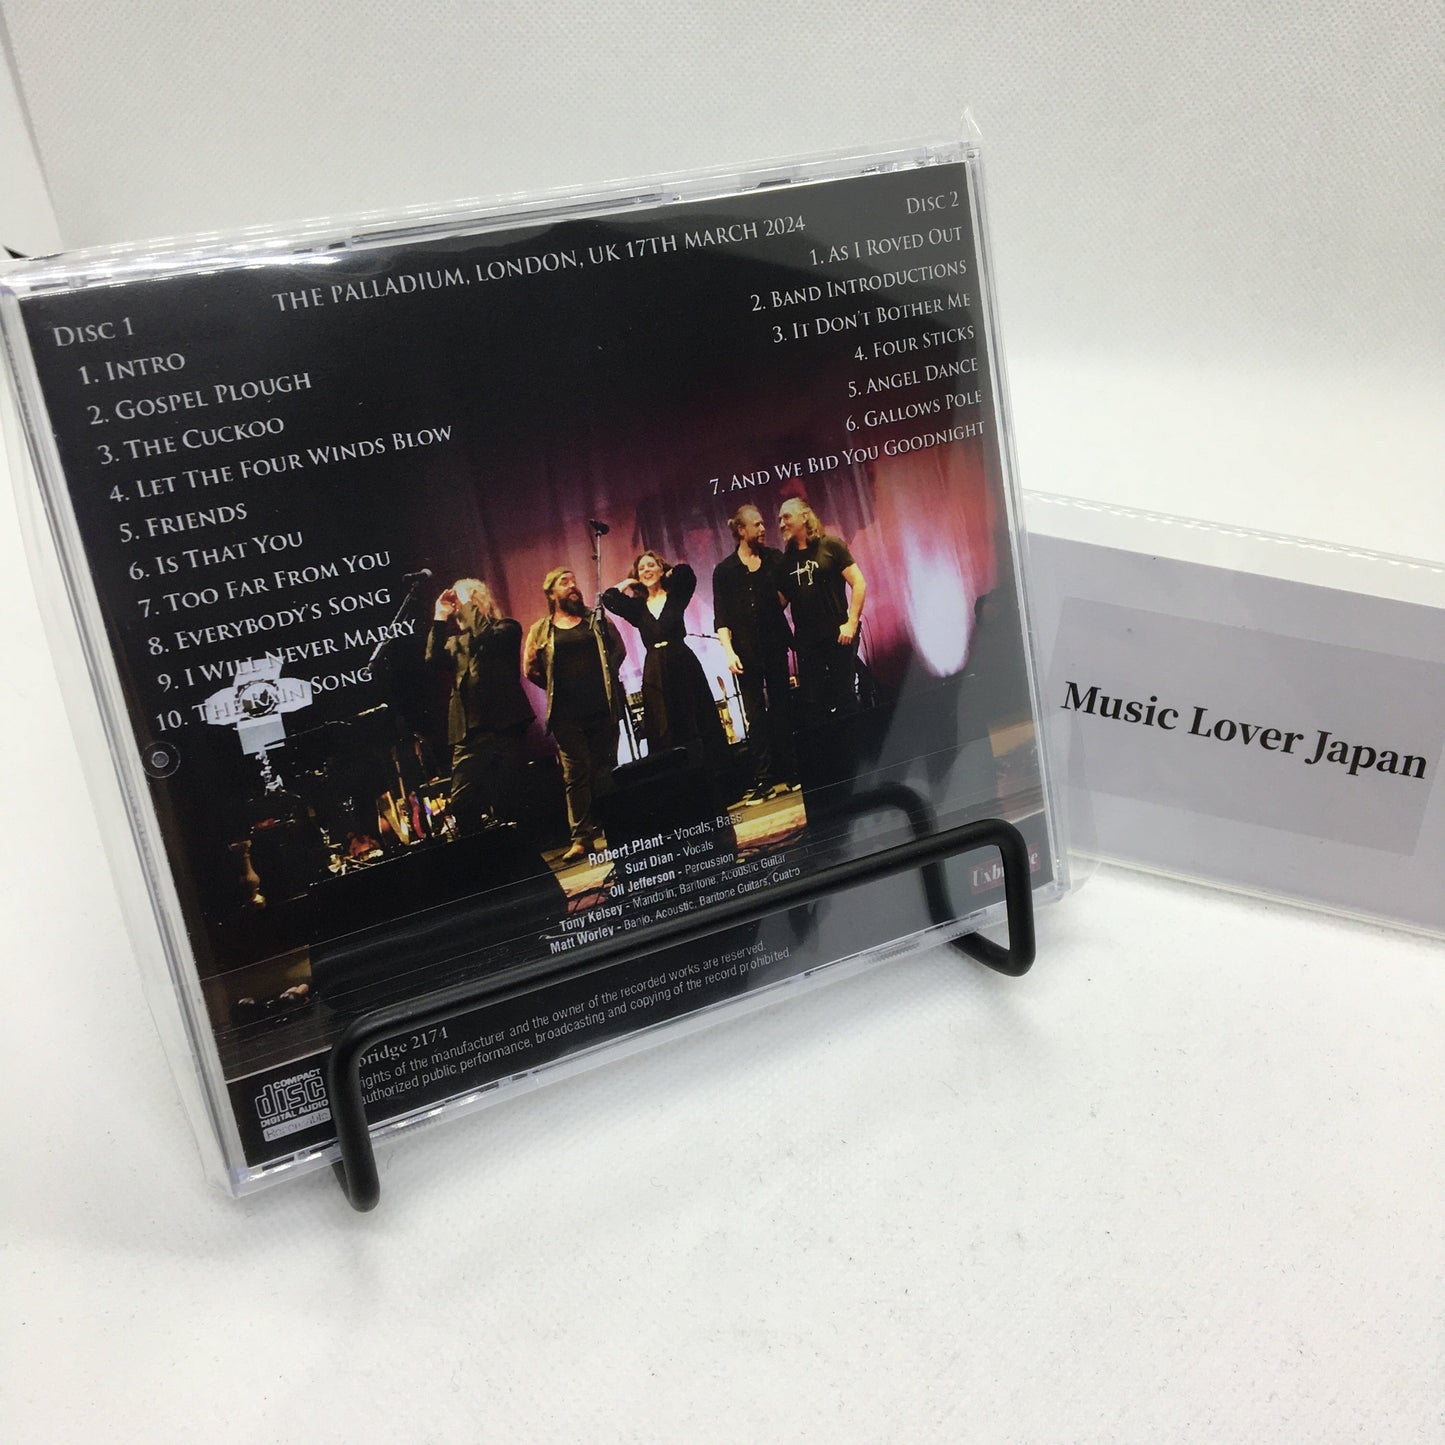 THE PALLADIUM, LONDON, UK 17TH MARCH 2024
DISC 1
1. INTRO
2. GOSPEL PLOUGH
3. THE CUCKOO
4. LET THE FOUR WINDS BLOW
5. FRIENDS
6. IS THAT YOU
7. TOO FAR FROM YOU
8. EVERYBODY'S SONG
9. I WILL NEVER MARRY
10. THE RAIN SONG
DISC 2
1. AS I ROVED OUT
2. BAND INTRODUCTIONS
3. IT DON'T BOTHER ME
4. FOUR STICKS
5. ANGEL DANCE
6. GALLOWS POLE
7. AND WE BID YOU GOODNIGHT
Robert Plant - Vocals, Bass
Suzi Dian - Vocals
Oli Jefferson - Percussion
Tony Kelsey - Mandolin, Baritone, Acoustic Guitar
Matt Worley - Banjo, Acoustic, Baritone Guitars, Cuatro
2174
rights of the manufacturer and the owner of the recorded works are reserved.
authorized public performance, broadcasting and copying of the record prohibited.
COMPACT
disc
DIGITAL AUDIO
Recordable
Music Lover Japan